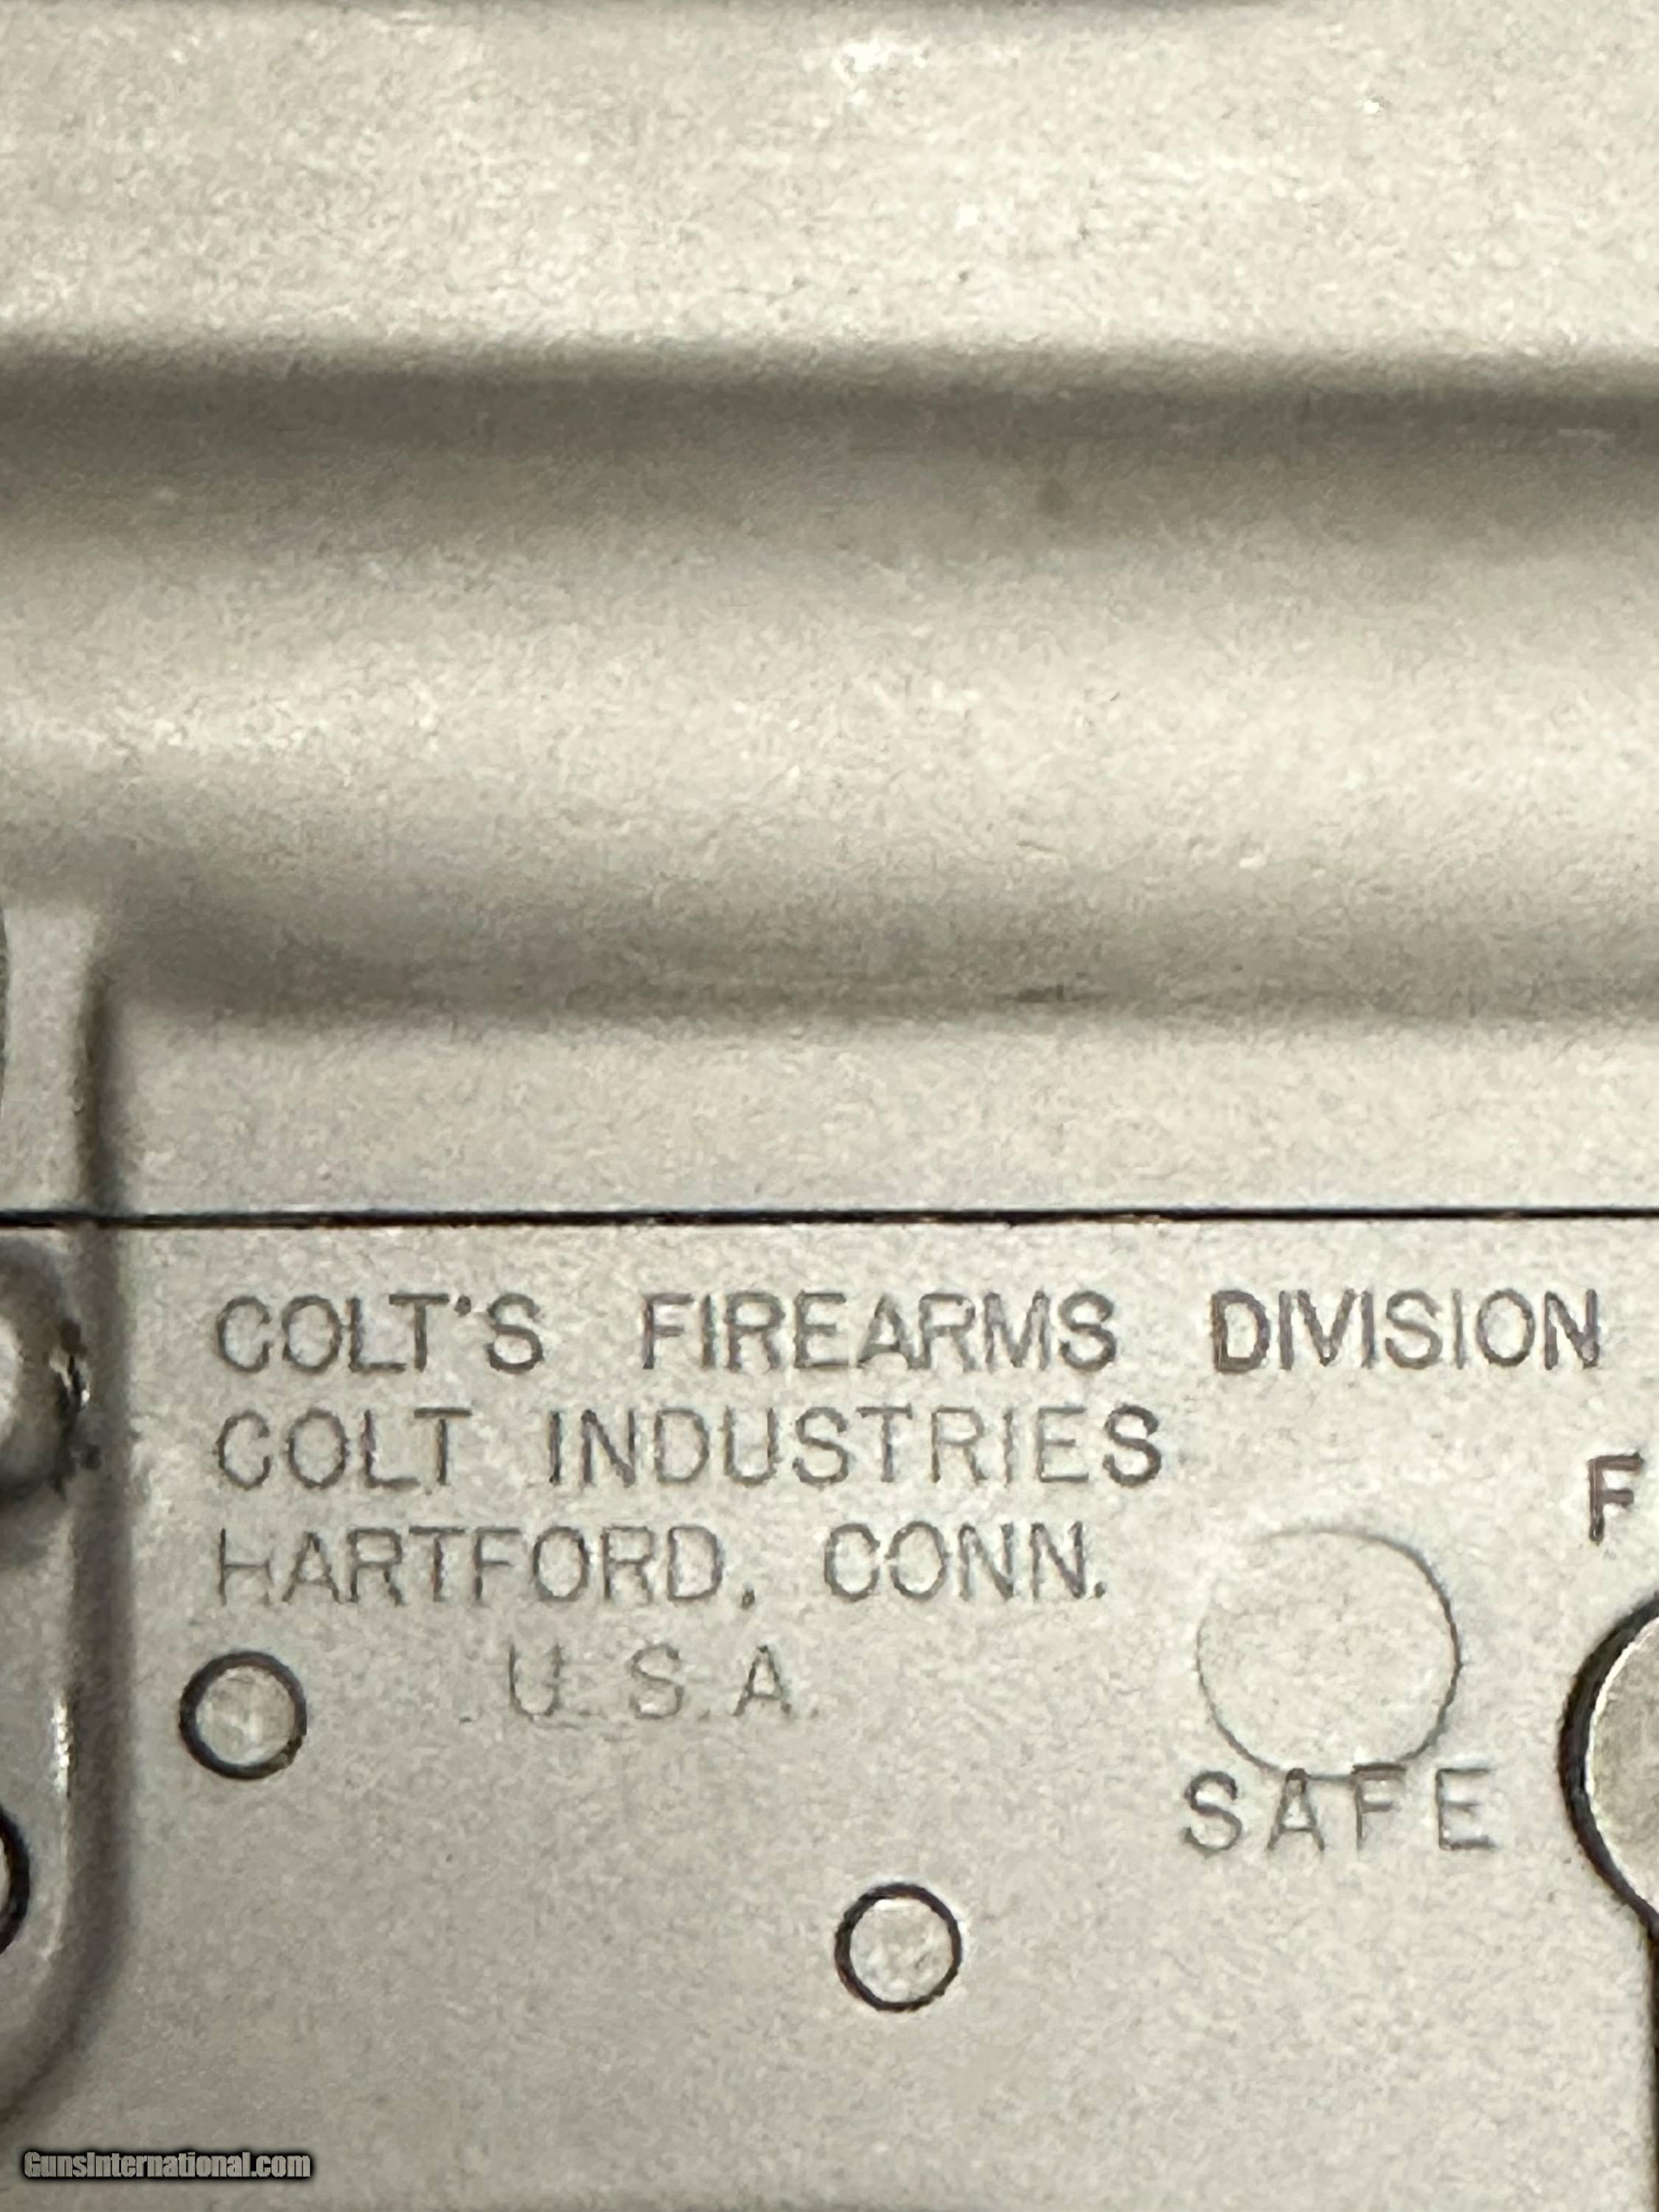 COLT'S FIREARMS DIVISION
COLT INDUSTRIES
HARTFORD, CONN.
U.S.A.
F
SAFE
GunsInternational.com